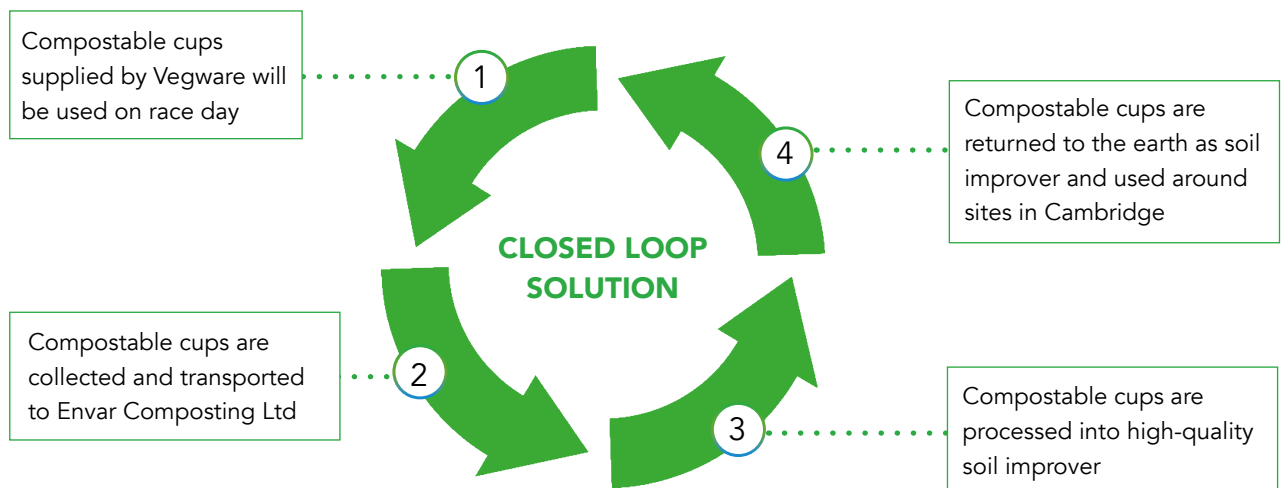 Compostable cups
supplied by Vegware will
be used on race day
1
Compostable cups are
collected and transported
to Envar Composting Ltd
2
CLOSED LOOP
SOLUTION
3
Compostable cups are
processed into high-quality
soil improver
4
Compostable cups are
returned to the earth as soil
improver and used around
sites in Cambridge